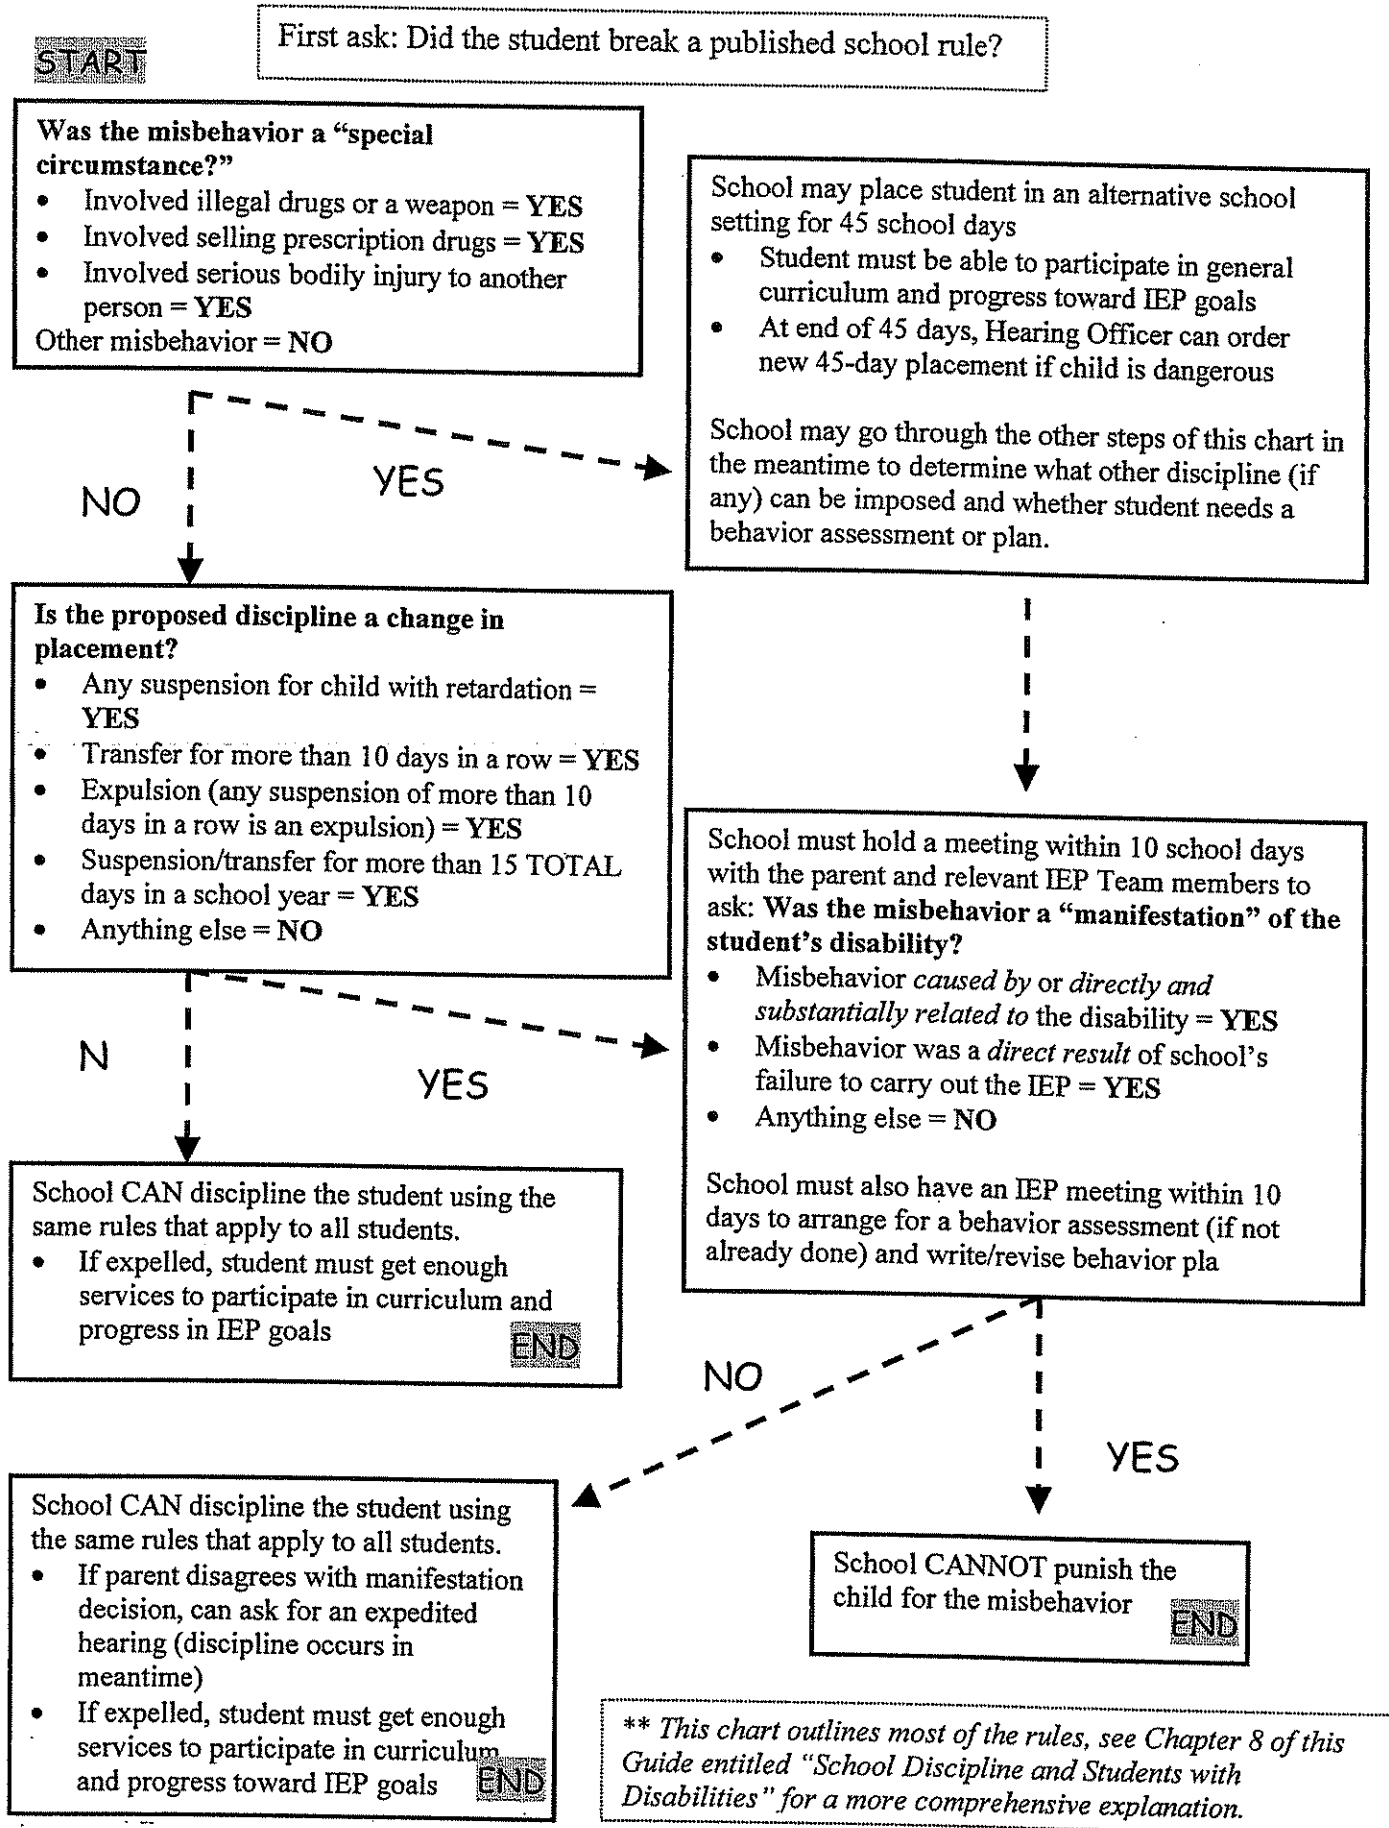 START
First ask: Did the student break a published school rule?
Was the misbehavior a “special
circumstance?”
• Involved illegal drugs or a weapon = YES
• Involved selling prescription drugs = YES
• Involved serious bodily injury to another
person = YES
Other misbehavior = NO
School may place student in an alternative school
setting for 45 school days
• Student must be able to participate in general
curriculum and progress toward IEP goals
• At end of 45 days, Hearing Officer can order
new 45-day placement if child is dangerous
School may go through the other steps of this chart in
the meantime to determine what other discipline (if
any) can be imposed and whether student needs a
behavior assessment or plan.
NO
YES
Is the proposed discipline a change in
placement?
• Any suspension for child with retardation =
YES
• Transfer for more than 10 days in a row = YES
• Expulsion (any suspension of more than 10
days in a row is an expulsion) = YES
• Suspension/transfer for more than 15 TOTAL
days in a school year = YES
• Anything else = NO
School must hold a meeting within 10 school days
with the parent and relevant IEP Team members to
ask: Was the misbehavior a “manifestation” of the
student’s disability?
• Misbehavior caused by or directly and
substantially related to the disability = YES
• Misbehavior was a direct result of school’s
failure to carry out the IEP = YES
• Anything else = NO
School must also have an IEP meeting within 10
days to arrange for a behavior assessment (if not
already done) and write/revise behavior pla
N
YES
School CAN discipline the student using the
same rules that apply to all students.
• If expelled, student must get enough
services to participate in curriculum and
progress in IEP goals
END
NO
YES
School CAN discipline the student using
the same rules that apply to all students.
• If parent disagrees with manifestation
decision, can ask for an expedited
hearing (discipline occurs in
meantime)
• If expelled, student must get enough
services to participate in curriculum
and progress toward IEP goals
END
School CANNOT punish the
child for the misbehavior
END
** This chart outlines most of the rules, see Chapter 8 of this
Guide entitled “School Discipline and Students with
Disabilities” for a more comprehensive explanation.